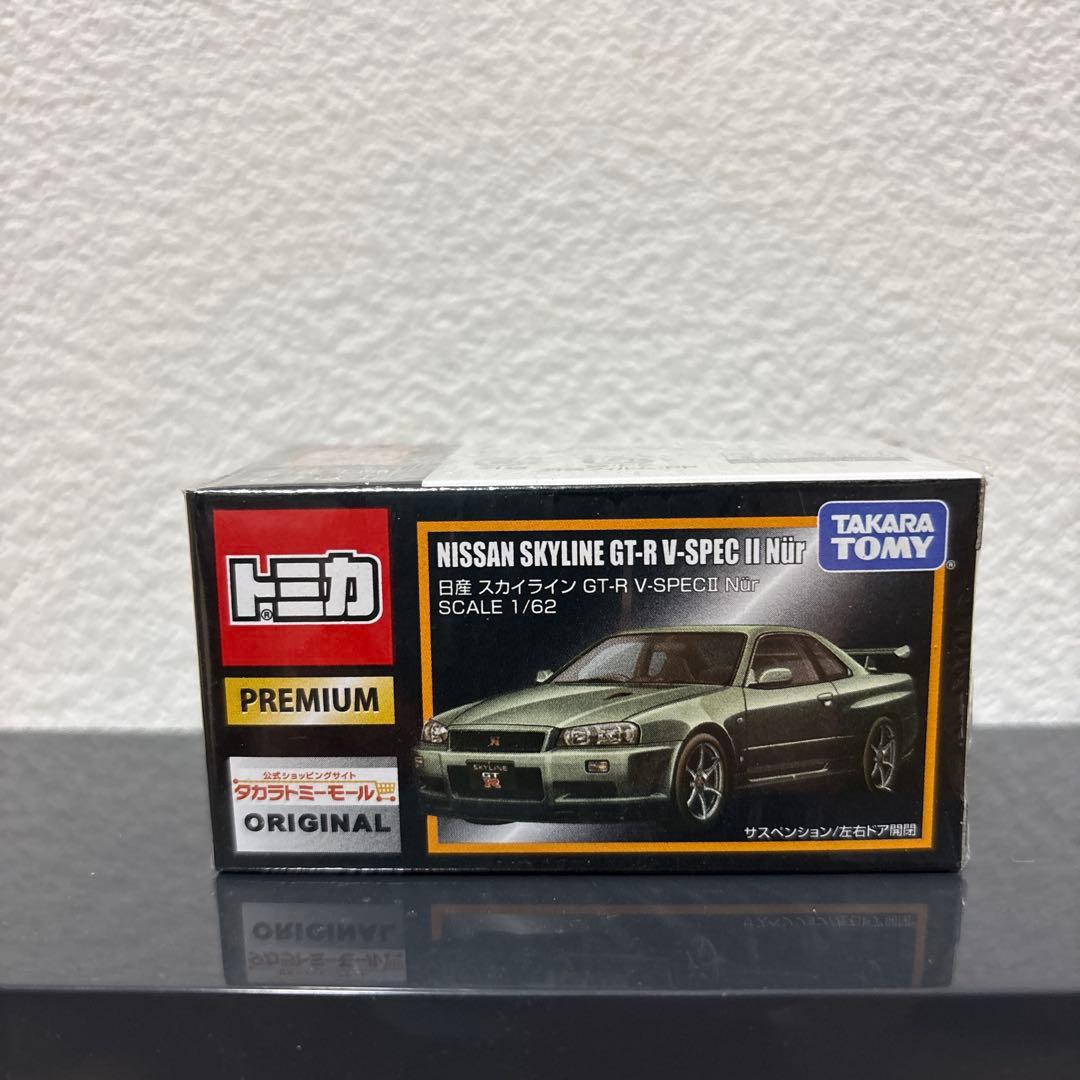 トミカ®
PREMIUM
公式ショッピングサイト
タカラトミーモール
ORIGINAL
NISSAN SKYLINE GT-R V-SPEC II Nür
日産 スカイライン GT-R V-SPECⅡ Nür
SCALE 1/62
TAKARA
TOMY®
SKYLINE
GT
R
サスペンション/左右ドア開閉